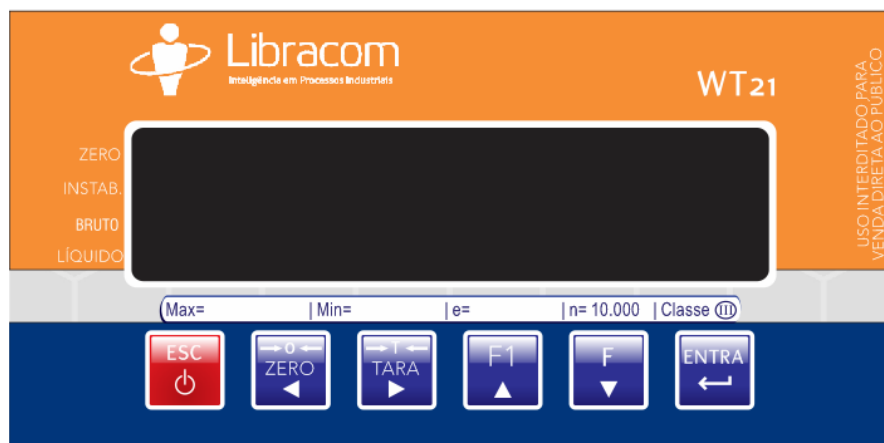 Libracom
Inteligência em Processos Industriais
WT21
USO INTERDITADO PARA
VENDA DIRETA AO PÚBLICO
ZERO
INSTAB.
BRUTO
LÍQUIDO
Max= | Min= | e= | n= 10.000 | Classe III
ESC
→0← ZERO
→T← TARA
F1
F
ENTRA